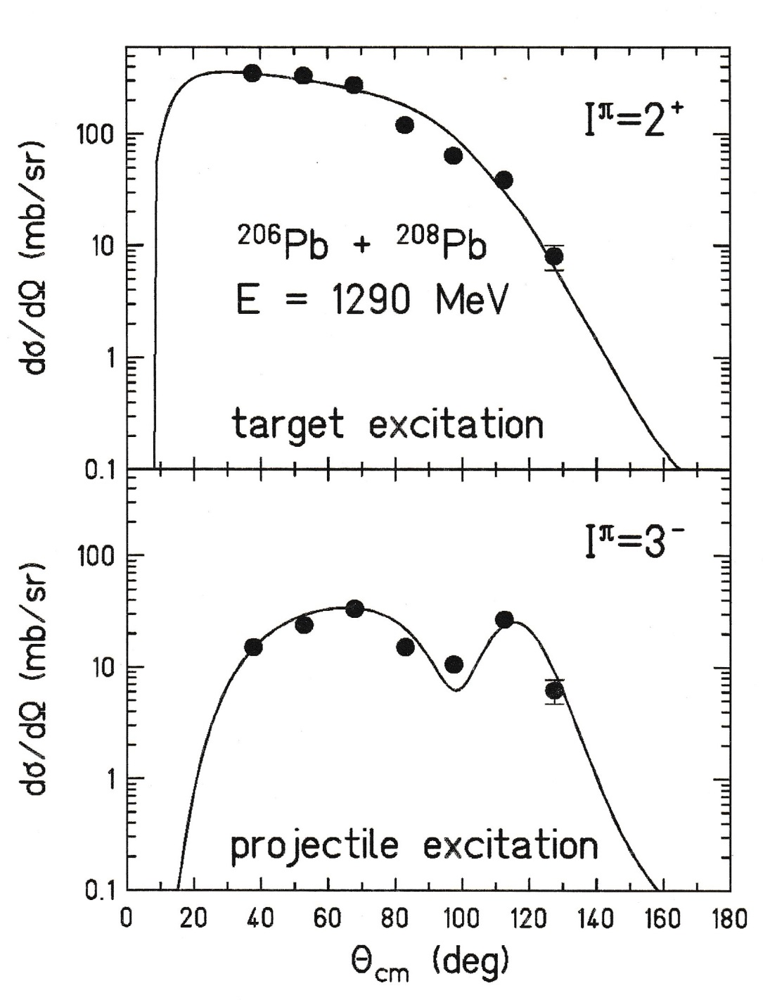 Iᵖⁱ=2⁺
100
²⁰⁶Pb + ²⁰⁸Pb
10
E = 1290 MeV
dσ/dΩ (mb/sr)
1
target excitation
0.1
I^π=3⁻
100
dσ/dΩ (mb/sr)
10
1
projectile excitation
0.1
0 20 40 60 80 100 120 140 160 180
Θcm (deg)